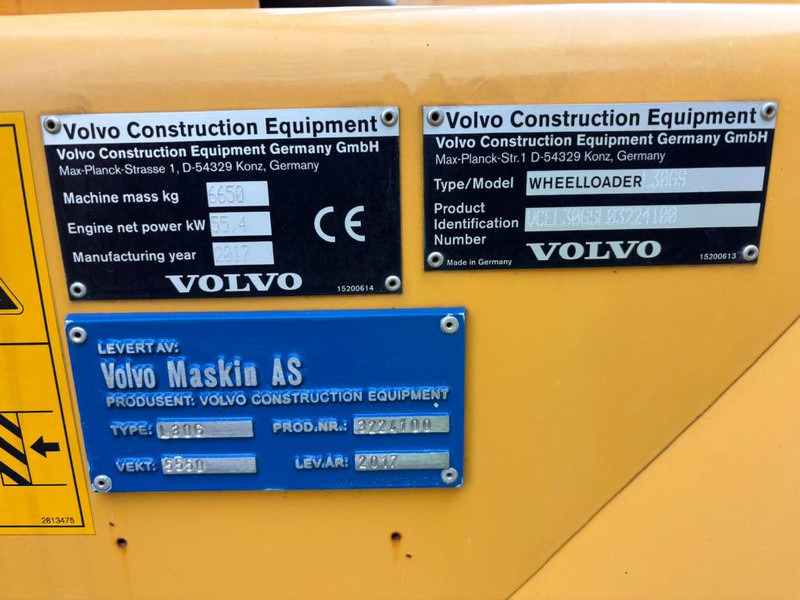 Volvo Construction Equipment
Volvo Construction Equipment Germany GmbH
Max-Planck-Strasse 1, D-54329 Konz, Germany
Machine mass kg 6650
Engine net power kW 55,4
Manufacturing year 2017
CE
VOLVO
15200614
Volvo Construction Equipment
Volvo Construction Equipment Germany GmbH
Max-Planck-Str.1 D-54329 Konz, Germany
Type/Model WHEELLOADER L30GS
Product
Identification
Number
VOLVO
Made in Germany
15200613
LEVERT AV:
Volvo Maskin AS
PRODUSENT: VOLVO CONSTRUCTION EQUIPMENT
TYPE: L30G PROD.NR.: 3224100
VEKT: 5550 LEV.ÅR: 2017
2813475